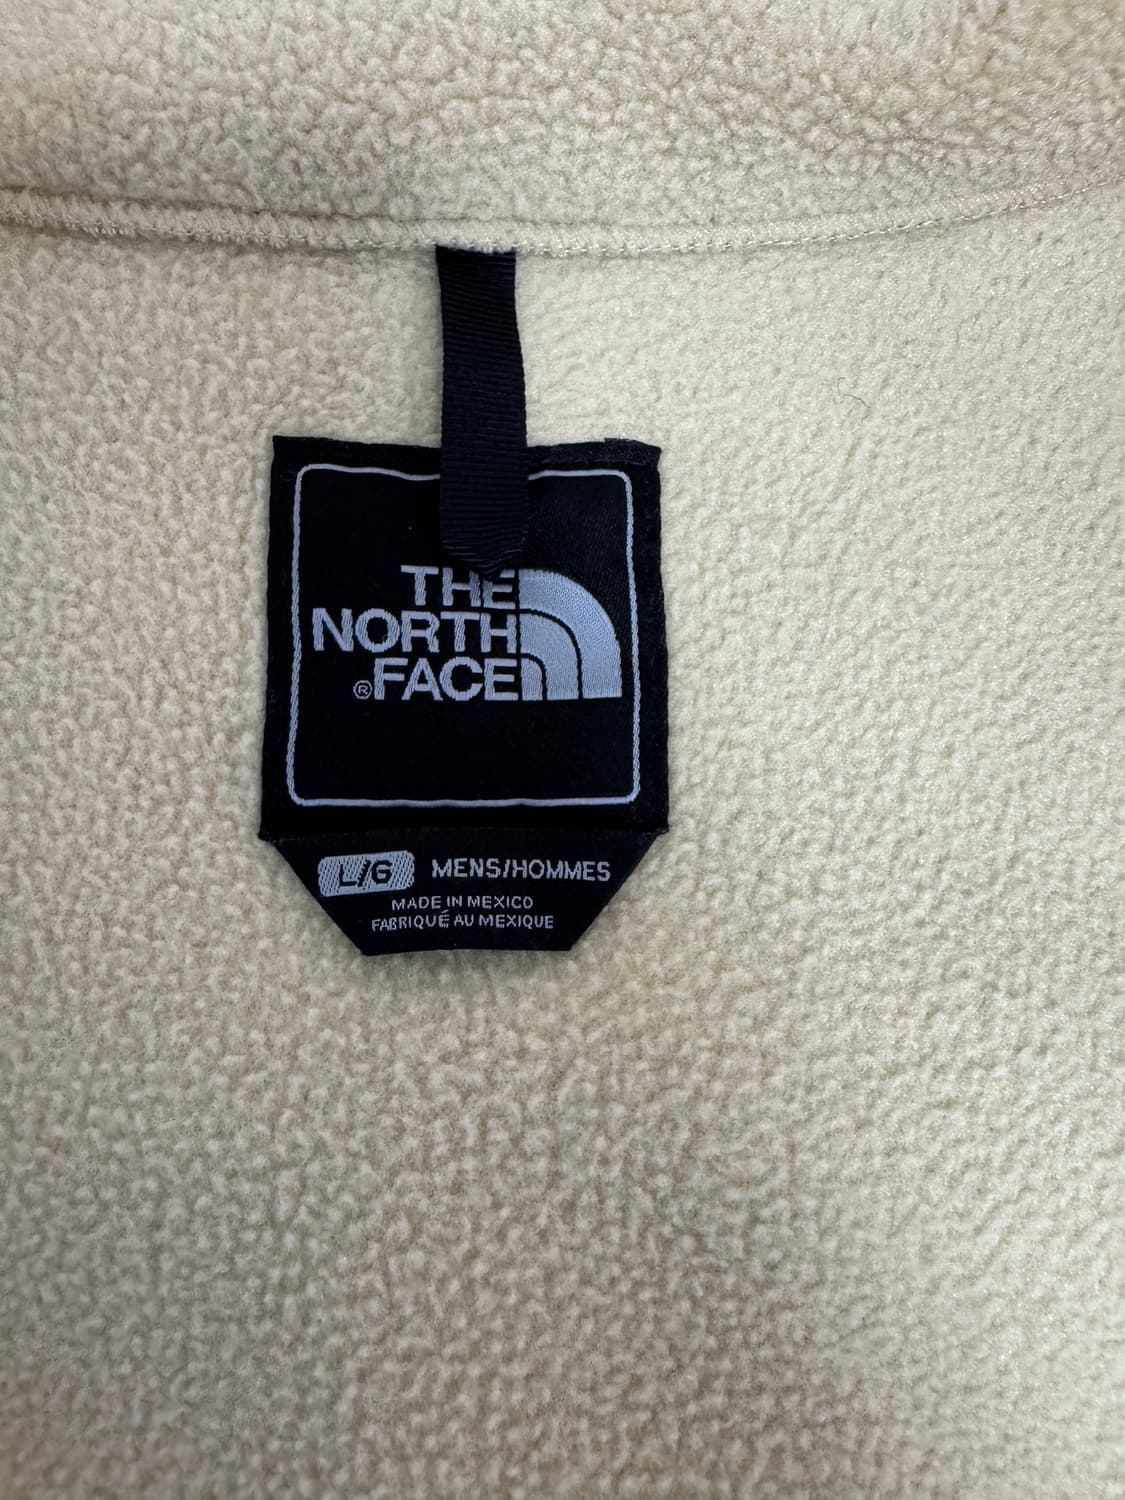 THE
NORTH
®FACE
L/G MENS/HOMMES
MADE IN MEXICO
FABRIQUÉ AU MEXIQUE